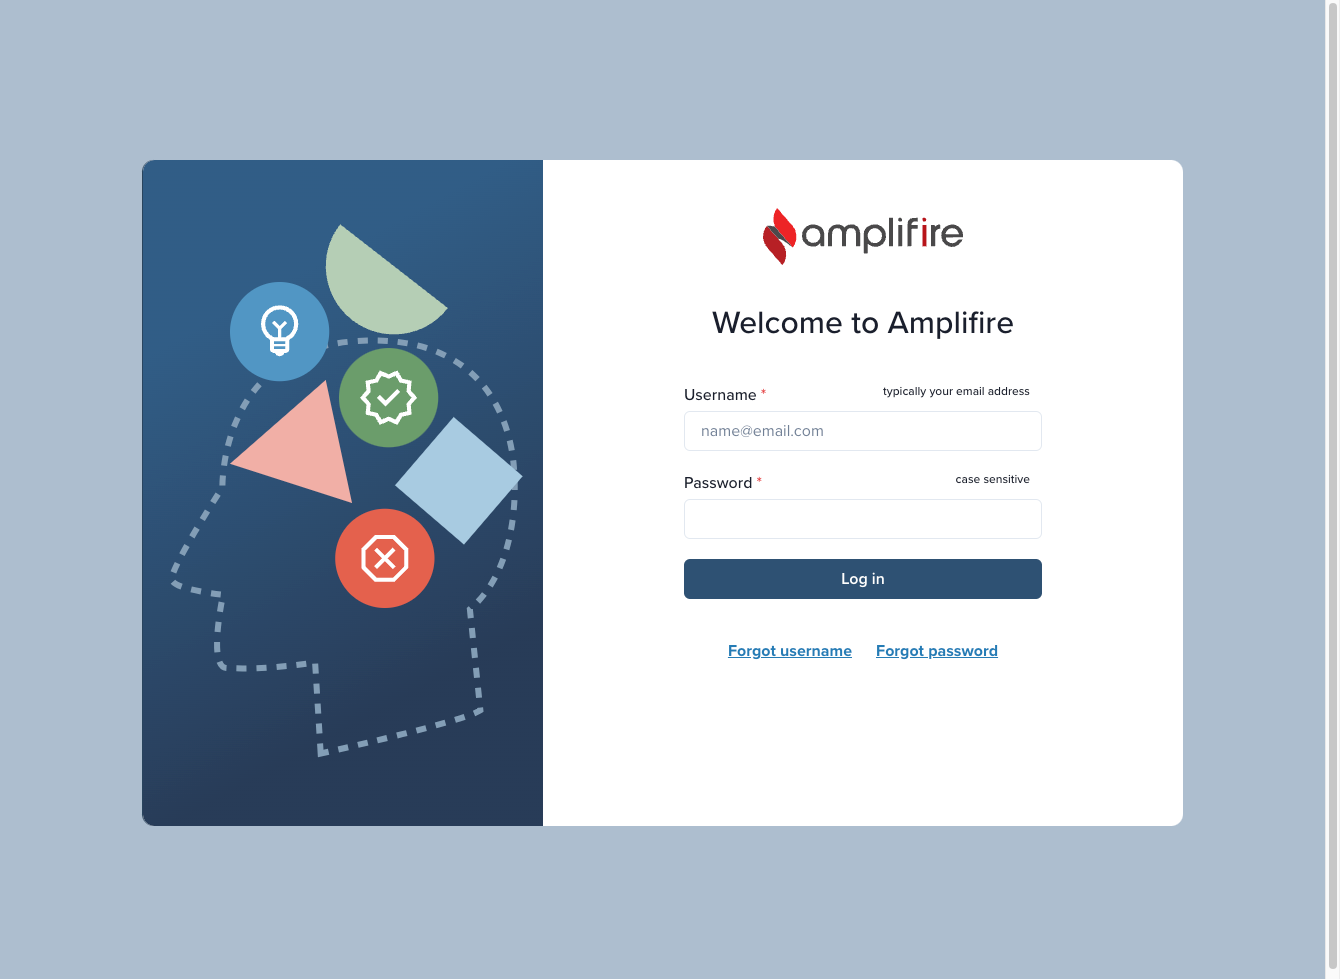 amplifire
Welcome to Amplifire
Username * typically your email address
name@email.com
Password * case sensitive
Log in
Forgot username Forgot password